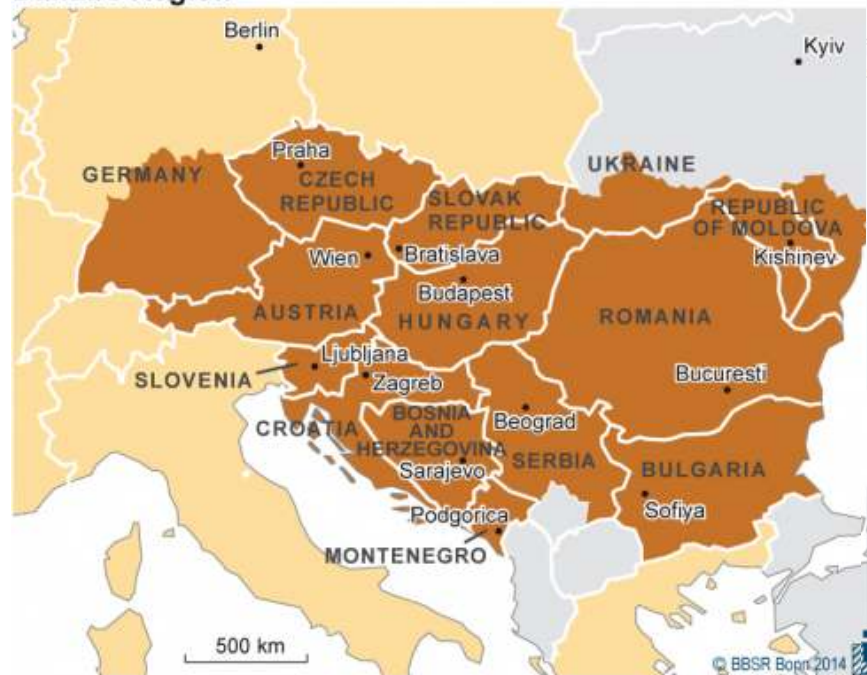 Berlin
Kyiv
GERMANY
Praha
CZECH
REPUBLIC
SLOVAK
REPUBLIC
UKRAINE
REPUBLIC
OF MOLDOVA
Kishinev
Wien
Bratislava
Budapest
AUSTRIA
HUNGARY
ROMANIA
Ljubljana
SLOVENIA
Zagreb
Bucuresti
CROATIA
BOSNIA
AND
HERZEGOVINA
Beograd
Sarajevo
SERBIA
BULGARIA
Sofiya
Podgorica
MONTENEGRO
500 km
© BBSR Bonn 2014